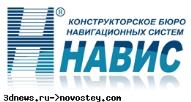 ®
КОНСТРУКТОРСКОЕ БЮРО
НАВИГАЦИОННЫХ СИСТЕМ
НАВИС
3dnews.ru->novostey.com